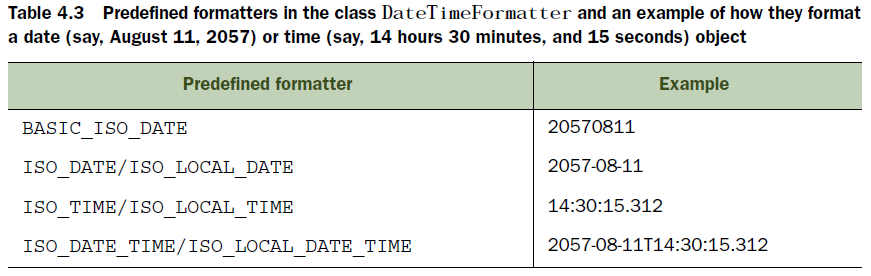 Table 4.3 Predefined formatters in the class DateTimeFormatter and an example of how they format
a date (say, August 11, 2057) or time (say, 14 hours 30 minutes, and 15 seconds) object
Predefined formatter Example
BASIC_ISO_DATE 20570811
ISO_DATE/ISO_LOCAL_DATE 2057-08-11
ISO_TIME/ISO_LOCAL_TIME 14:30:15.312
ISO_DATE_TIME/ISO_LOCAL_DATE_TIME 2057-08-11T14:30:15.312